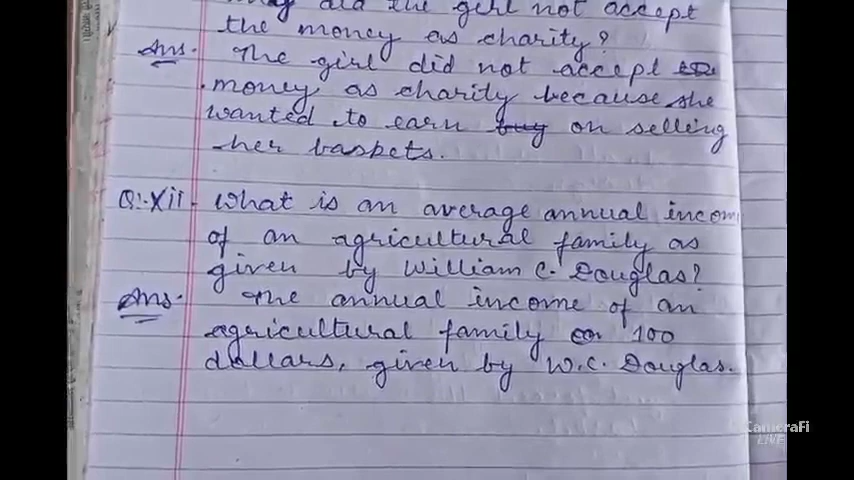 did the girl not accept
the money as charity?
Ans. The girl did not accept
money as charity because she
wanted to earn buy on selling
her baskets.
Q:-Xii What is an average annual incom
of an agricultural family as
given by William C. Douglas?
Ans. The annual income of an
agricultural family on 100
dollars, given by W.C. Douglas.
KameraFi
LIVE